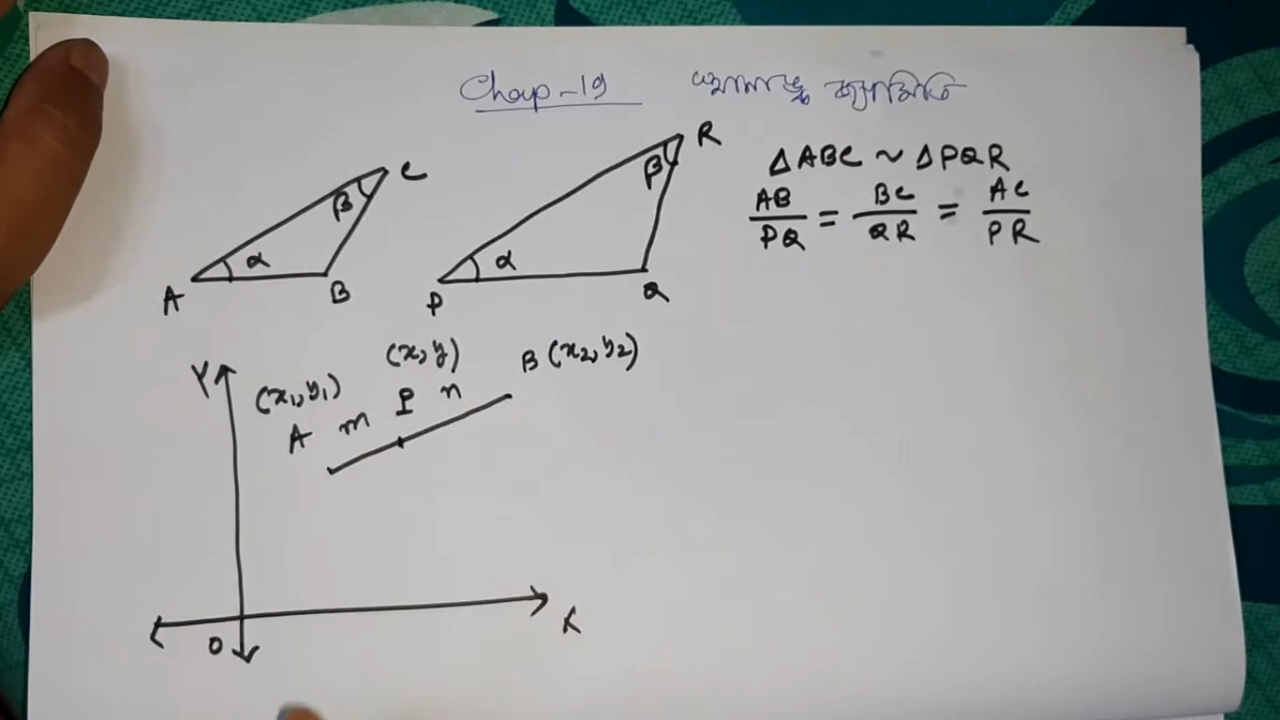 Chap-19 স্থানাঙ্ক জ্যামিতি
C
β
α
A
B
R
β
α
P
Q
ΔABC ~ ΔPQR
AB/PQ = BC/QR = AC/PR
Y
(x₁, y₁)
(x, y)
B (x₂, y₂)
A m P n
O
X